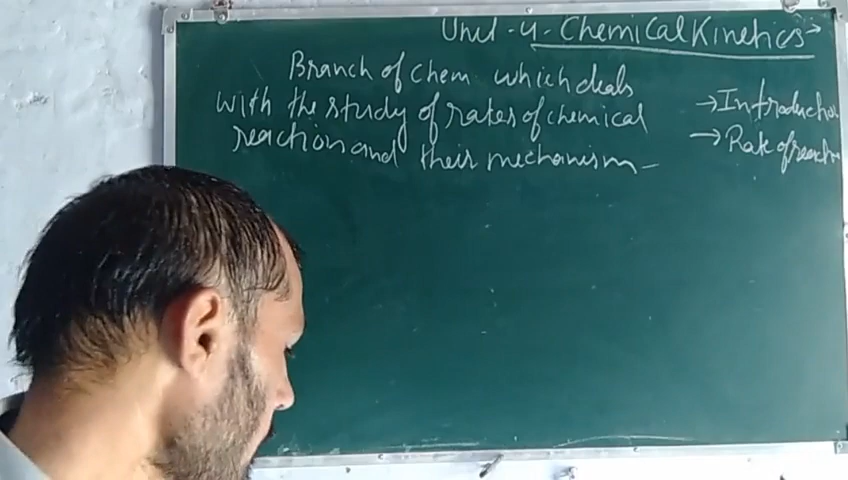 Unit-4-Chemical Kinetics→
Branch of chem which deals
with the study of rates of chemical
reaction and their mechanism-
→Introduction
→Rate of reaction